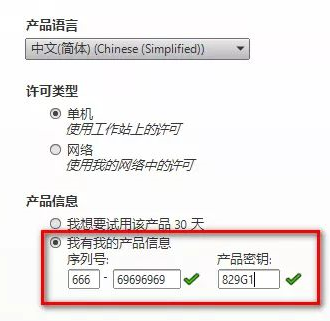 产品语言
中文(简体) (Chinese (Simplified))
许可类型
单机
使用工作站上的许可
网络
使用我的网络中的许可
产品信息
我想要试用该产品 30 天
我有我的产品信息
序列号: 产品密钥:
666 - 69696969 829G1